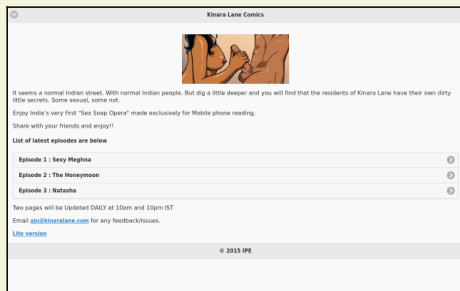 Kinara Lane Comics
It seems a normal Indian street. With normal Indian people. But dig a little deeper and you will find that the residents of Kinara Lane have their own dirty
little secrets. Some sexual, some not.
Enjoy India's very first "Sex Soap Opera" made exclusively for Mobile phone reading.
Share with your friends and enjoy!!
List of latest episodes are below
Episode 1 : Sexy Meghna
Episode 2 : The Honeymoon
Episode 3 : Natasha
Two pages will be Updated DAILY at 10am and 10pm IST
Email aju@kinaralane.com for any feedback/issues.
Lite version
© 2015 IPE